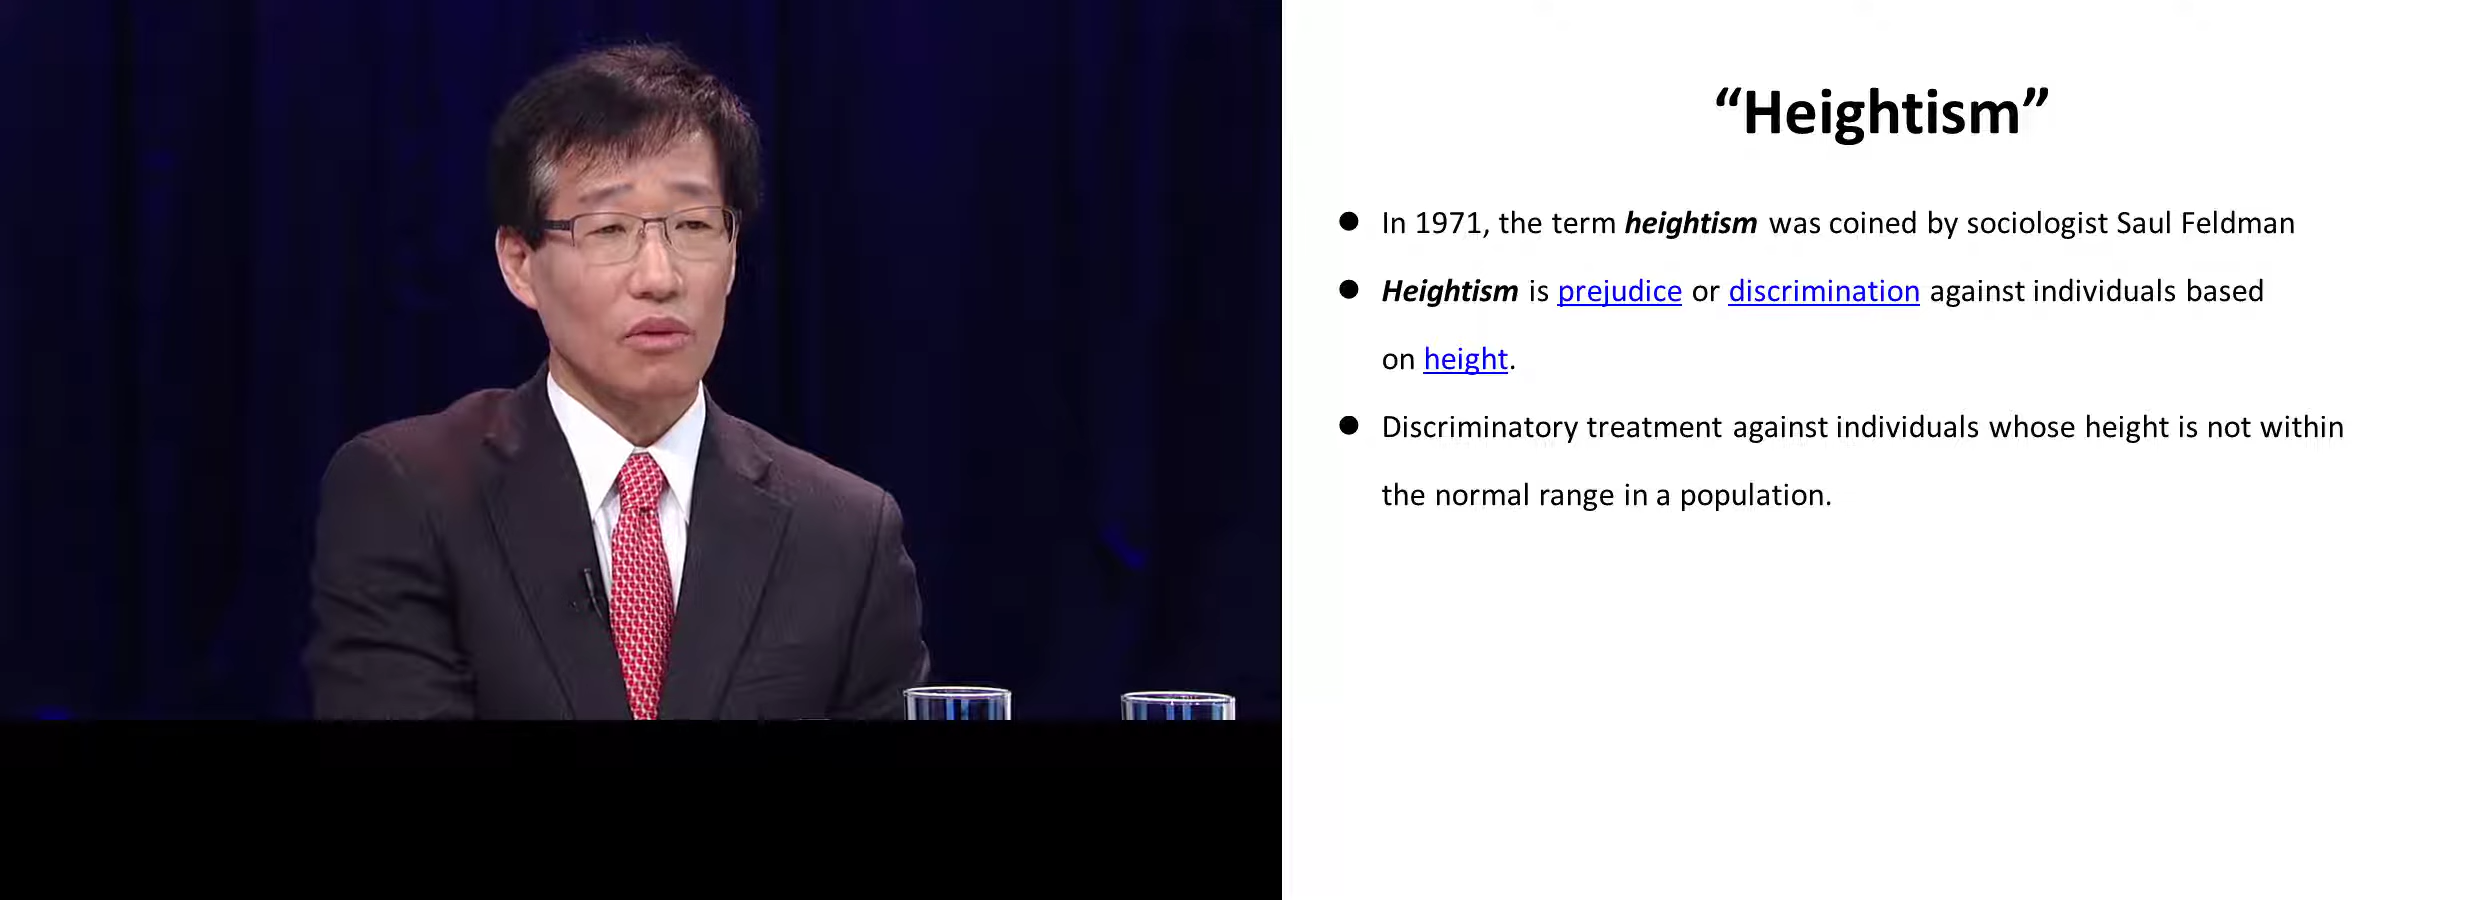 “Heightism”
● In 1971, the term heightism was coined by sociologist Saul Feldman
● Heightism is prejudice or discrimination against individuals based
on height.
● Discriminatory treatment against individuals whose height is not within
the normal range in a population.